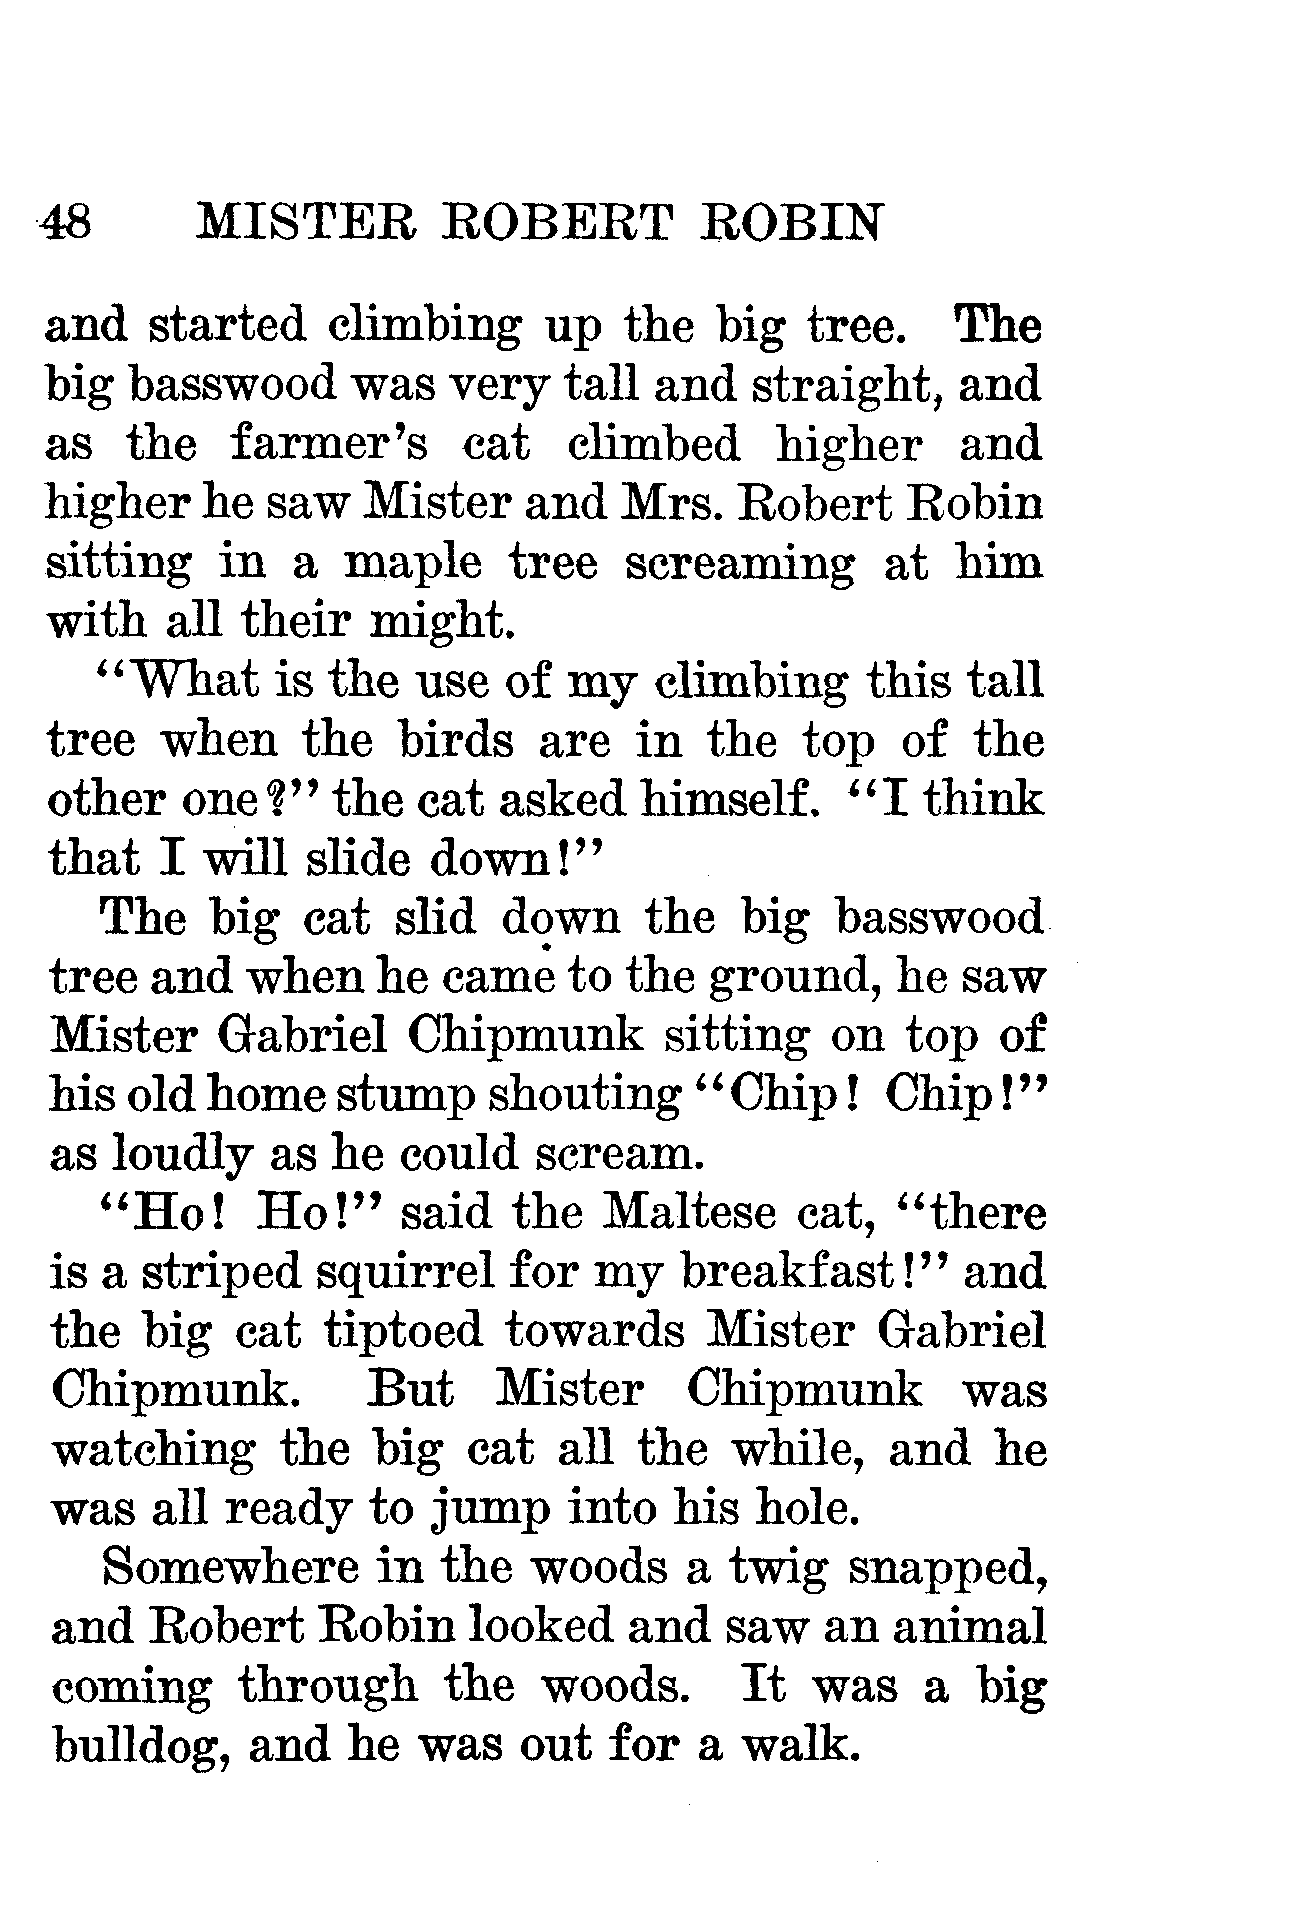 48 MISTER ROBERT ROBIN
and started climbing up the big tree. The
big basswood was very tall and straight, and
as the farmer's cat climbed higher and
higher he saw Mister and Mrs. Robert Robin
sitting in a maple tree screaming at him
with all their might.
"What is the use of my climbing this tall
tree when the birds are in the top of the
other one?" the cat asked himself. "I think
that I will slide down!"
The big cat slid down the big basswood
tree and when he came to the ground, he saw
Mister Gabriel Chipmunk sitting on top of
his old home stump shouting "Chip! Chip!"
as loudly as he could scream.
"Ho! Ho!" said the Maltese cat, "there
is a striped squirrel for my breakfast!" and
the big cat tiptoed towards Mister Gabriel
Chipmunk. But Mister Chipmunk was
watching the big cat all the while, and he
was all ready to jump into his hole.
Somewhere in the woods a twig snapped,
and Robert Robin looked and saw an animal
coming through the woods. It was a big
bulldog, and he was out for a walk.